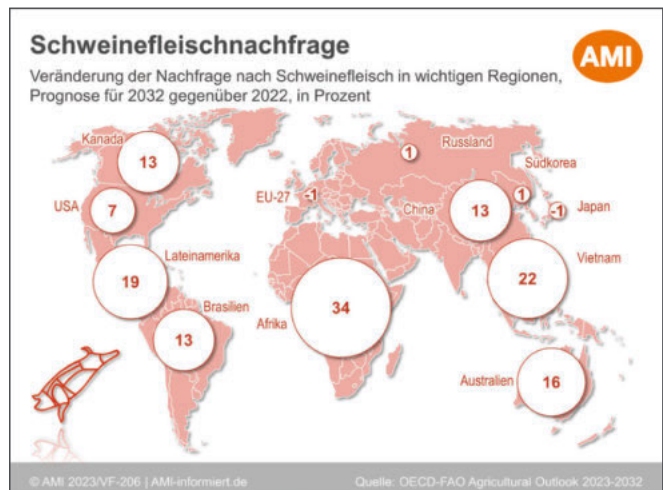 Schweinefleischnachfrage
AMI
Veränderung der Nachfrage nach Schweinefleisch in wichtigen Regionen,
Prognose für 2032 gegenüber 2022, in Prozent
Kanada
13
USA
7
Lateinamerika
19
Brasilien
13
EU-27
-1
Afrika
34
Russland
1
China
13
Südkorea
1
Japan
-1
Vietnam
22
Australien
16
© AMI 2023/VF-206 | AMI-informiert.de
Quelle: OECD-FAO Agricultural Outlook 2023-2032